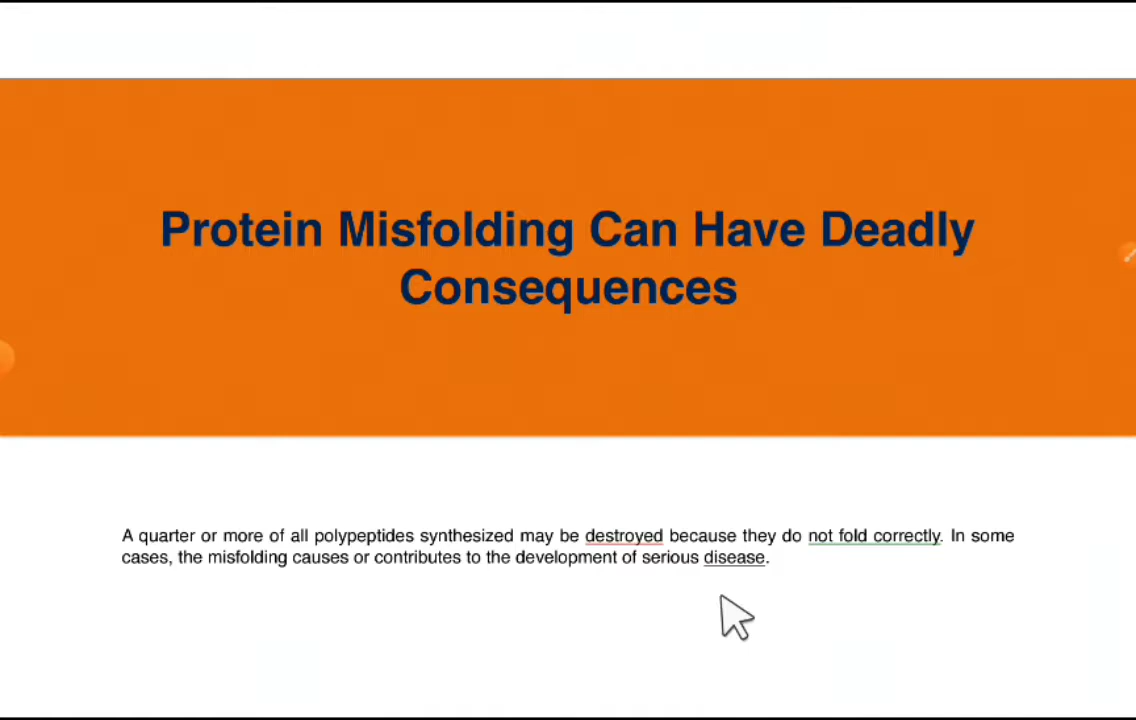 Protein Misfolding Can Have Deadly
Consequences
A quarter or more of all polypeptides synthesized may be destroyed because they do not fold correctly. In some
cases, the misfolding causes or contributes to the development of serious disease.